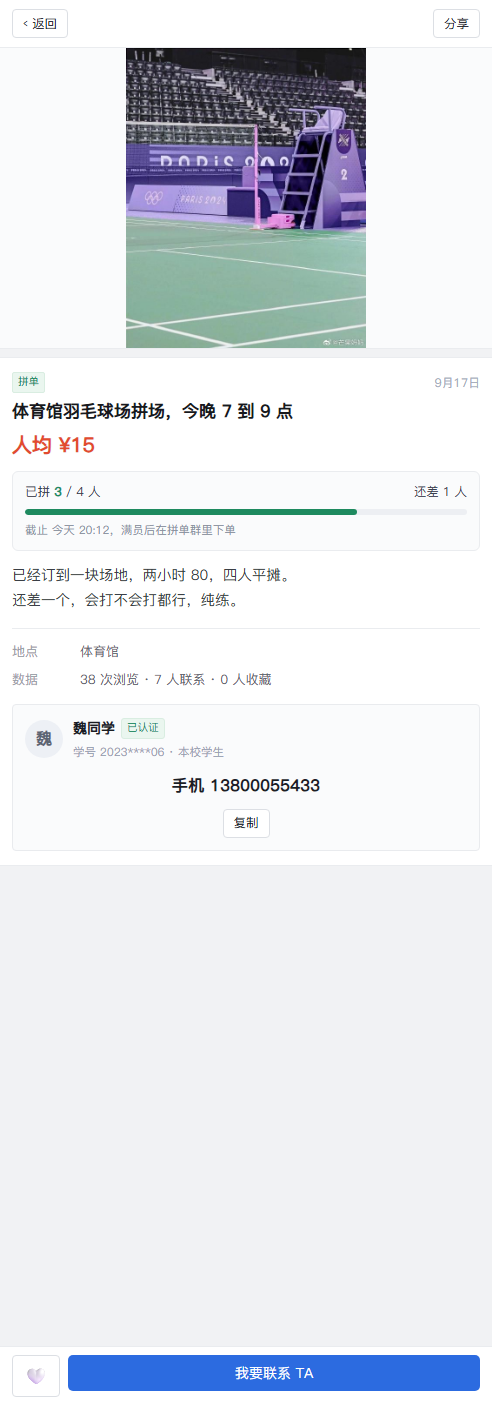 ‹ 返回
分享
PARIS 202
PARIS 2024
2
拼单
9月17日
体育馆羽毛球场拼场，今晚 7 到 9 点
人均 ¥15
已拼 3 / 4 人
还差 1 人
截止 今天 20:12，满员后在拼单群里下单
已经订到一块场地，两小时 80，四人平摊。
还差一个，会打不会打都行，纯练。
地点 体育馆
数据 38 次浏览 · 7 人联系 · 0 人收藏
魏
魏同学 已认证
学号 2023****06 · 本校学生
手机 13800055433
复制
我要联系 TA